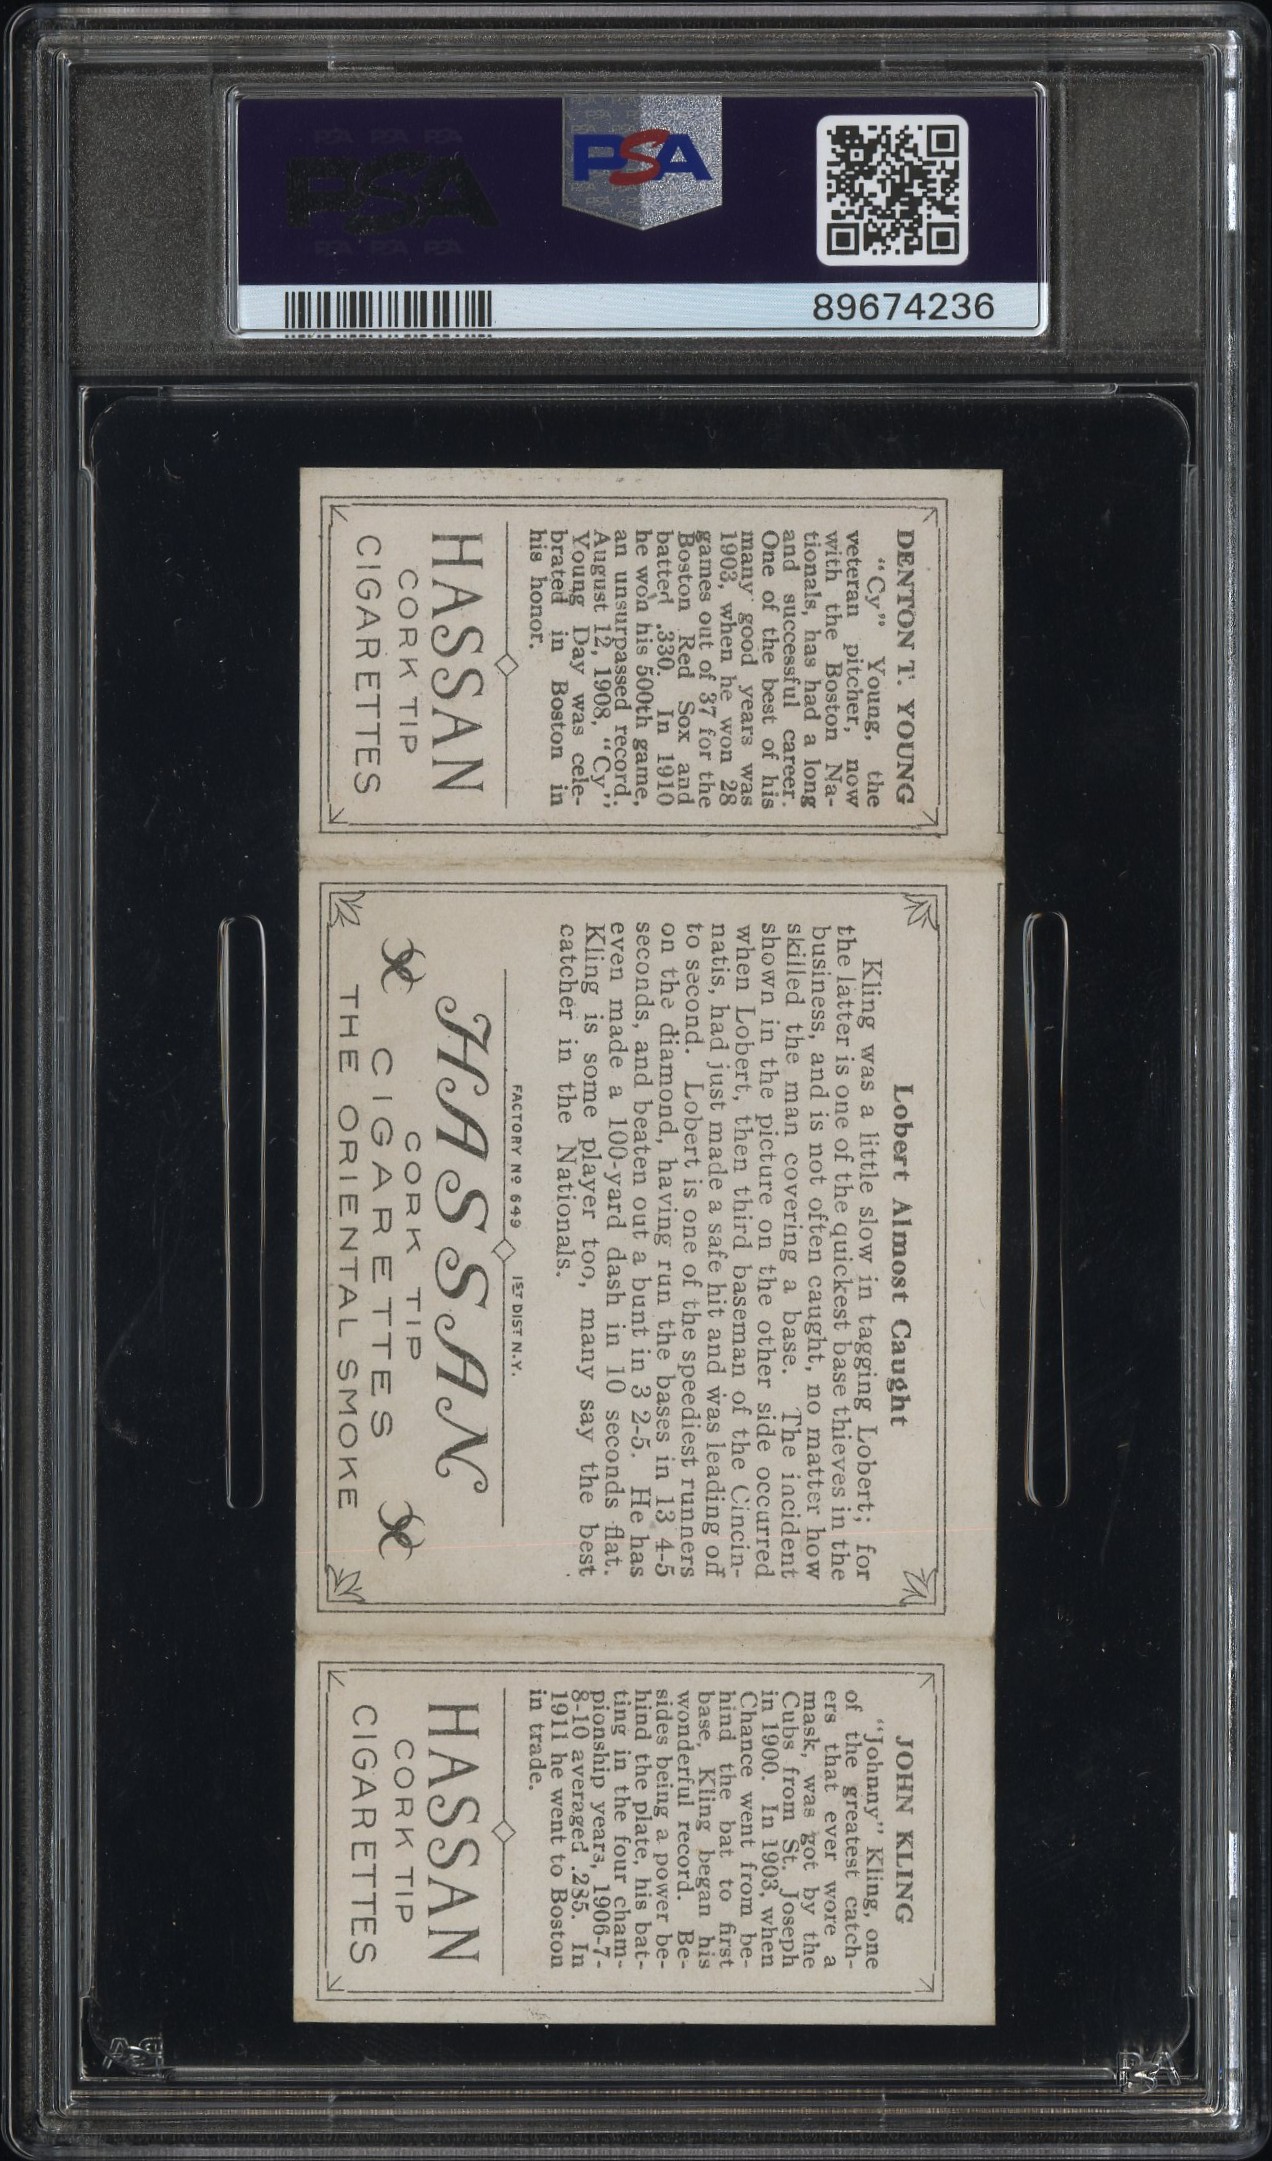 PSA
89674236
DENTON T. YOUNG
"Cy" Young, the
veteran pitcher, now
with the Boston Na-
tionals, has had a long
and successful career.
One of the best of his
many good years was
1903, when he won 28
games out of 37 for the
Boston Red Sox and
batted .330. In 1910
he won his 500th game,
an unsurpassed record.
August 12, 1908, "Cy"
Young Day was cele-
brated in Boston in
his honor.
HASSAN
CORK TIP
CIGARETTES
Lobert Almost Caught
Kling was a little slow in tagging Lobert; for
the latter is one of the quickest base thieves in the
business, and is not often caught, no matter how
skilled the man covering a base. The incident
shown in the picture on the other side occurred
when Lobert, then third baseman of the Cincin-
natis, had just made a safe hit and was leading off
to second. Lobert is one of the speediest runners
on the diamond, having run the bases in 13 4-5
seconds, and beaten out a bunt in 3 2-5. He has
even made a 100-yard dash in 10 seconds flat.
Kling is some player too, many say the best
catcher in the Nationals.
FACTORY Nº 649 1ST DIST N.Y.
HASSAN
CORK TIP
CIGARETTES
THE ORIENTAL SMOKE
JOHN KLING
"Johnny" Kling, one
of the greatest catch-
ers that ever wore a
mask, was got by the
Cubs from St. Joseph
in 1900. In 1903, when
Chance went from be-
hind the bat to first
base, Kling began his
wonderful record. Be-
sides being a power be-
hind the plate, his bat-
ting in the four cham-
pionship years, 1906-7-
8-10 averaged .235. In
1911 he went to Boston
in trade.
HASSAN
CORK TIP
CIGARETTES